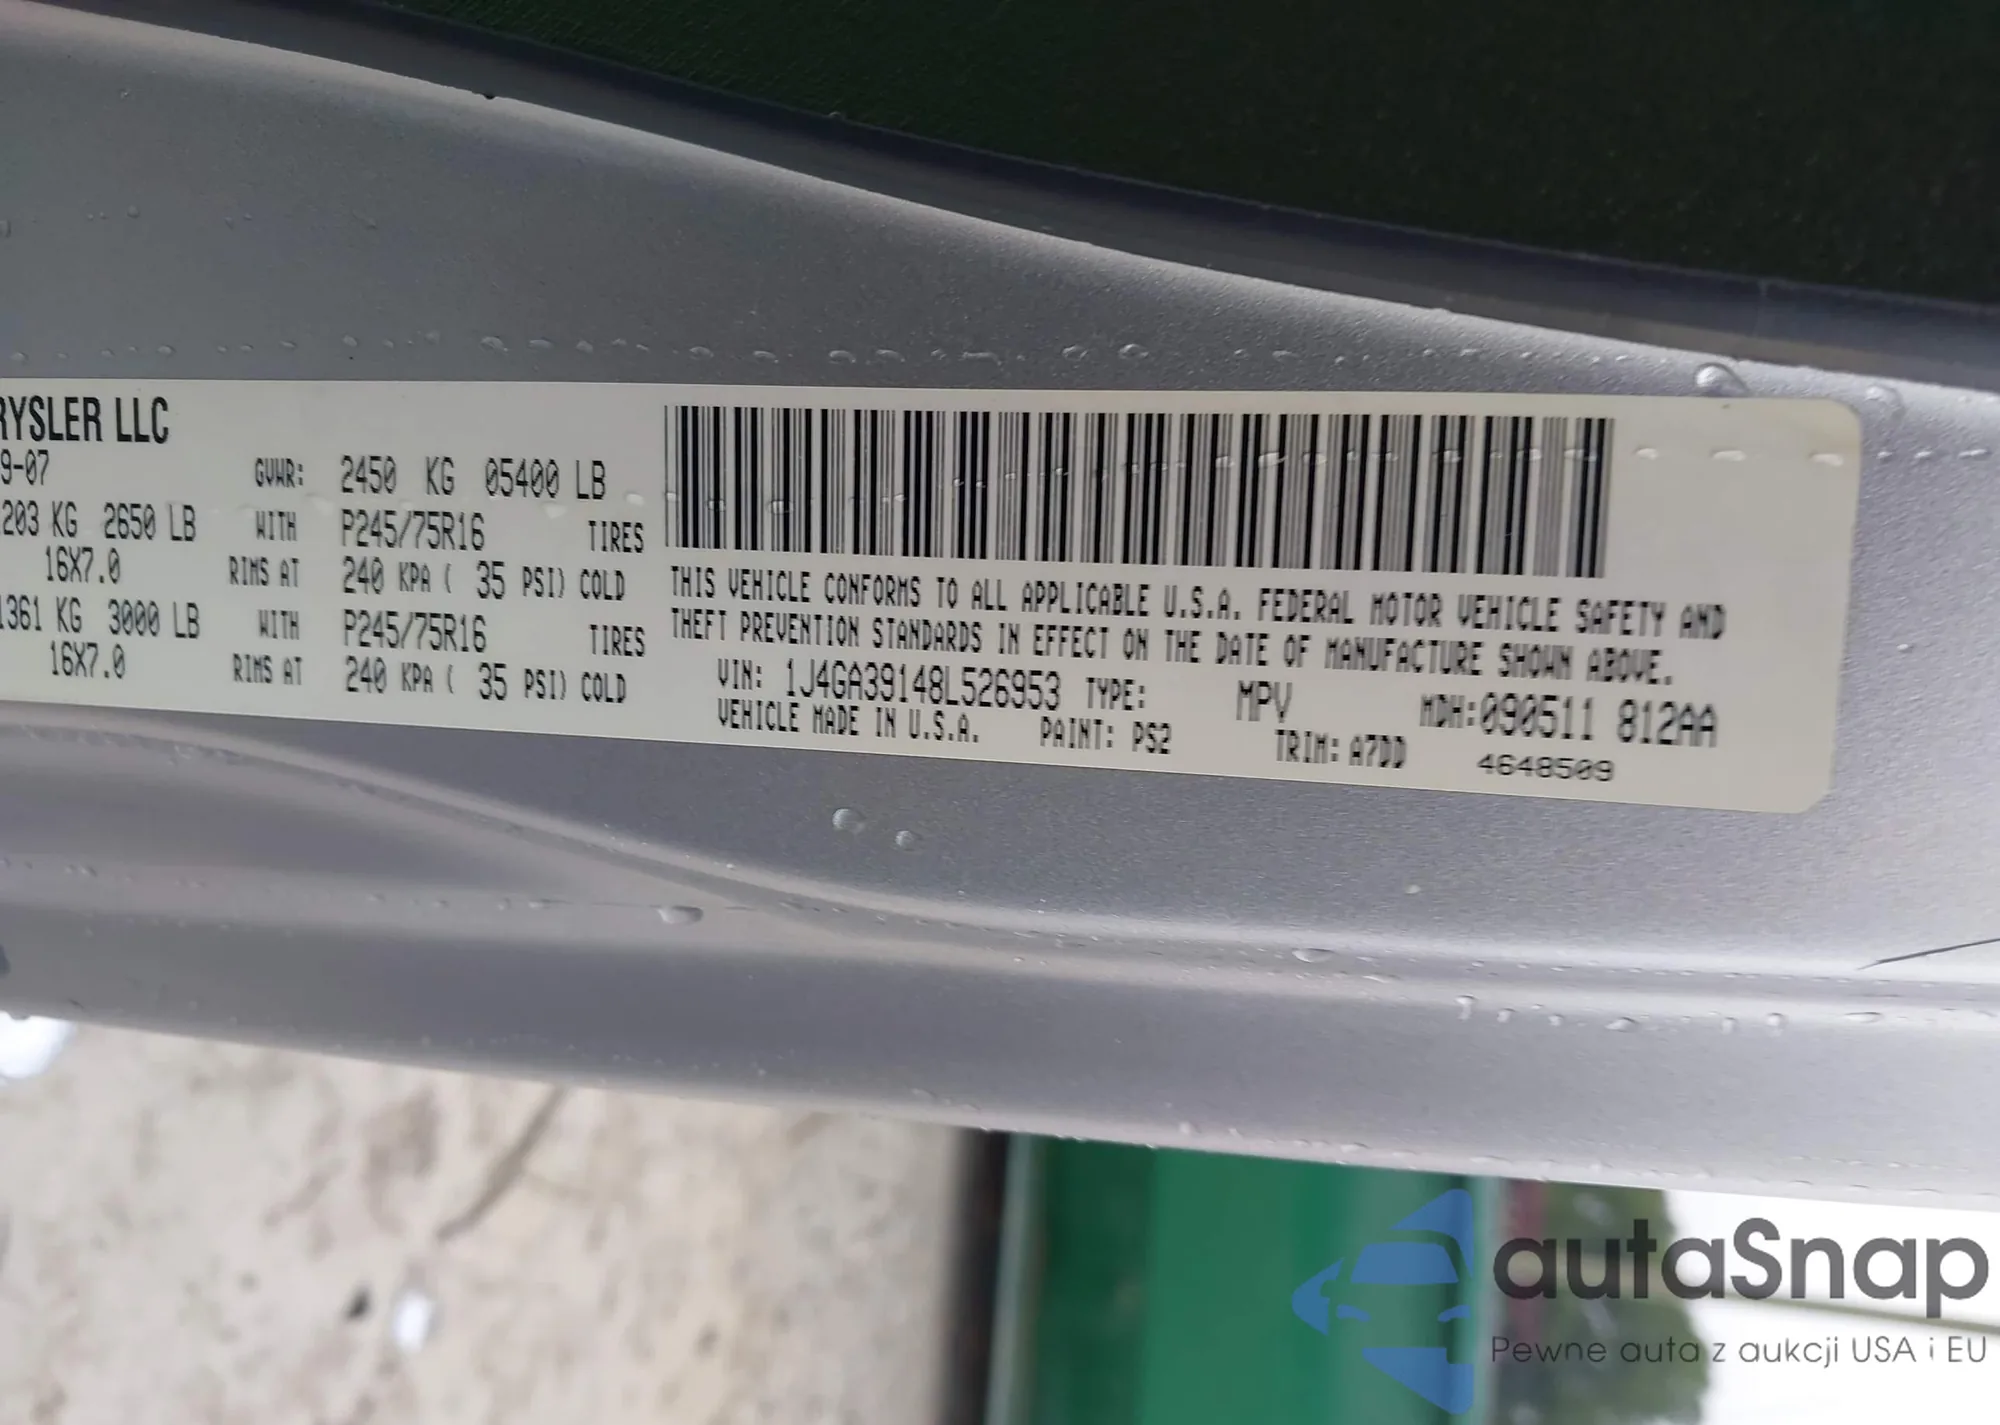 RYSLER LLC
9-07 GVWR: 2450 KG 05400 LB
203 KG 2650 LB WITH P245/75R16 TIRES
16X7.0 RIMS AT 240 KPA ( 35 PSI) COLD
1361 KG 3000 LB WITH P245/75R16 TIRES
16X7.0 RIMS AT 240 KPA ( 35 PSI) COLD
THIS VEHICLE CONFORMS TO ALL APPLICABLE U.S.A. FEDERAL MOTOR VEHICLE SAFETY AND
THEFT PREVENTION STANDARDS IN EFFECT ON THE DATE OF MANUFACTURE SHOWN ABOVE.
VIN: 1J4GA39148L526953 TYPE: MPV MDH:090511 812AA
VEHICLE MADE IN U.S.A. PAINT: PS2 TRIM: A7DD 4648509
autaSnap
Pewne auta z aukcji USA i EU